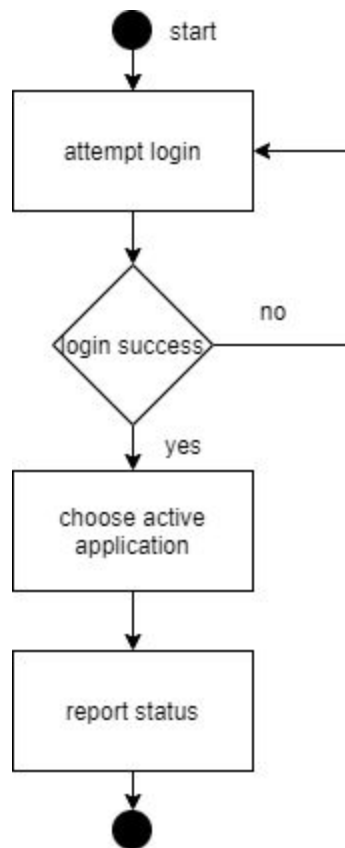 start
attempt login
login success
no
yes
choose active
application
report status